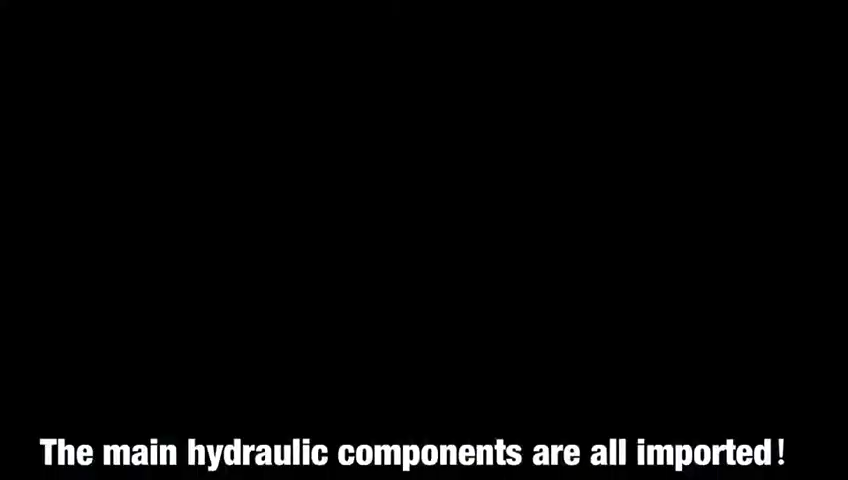 The main hydraulic components are all imported！